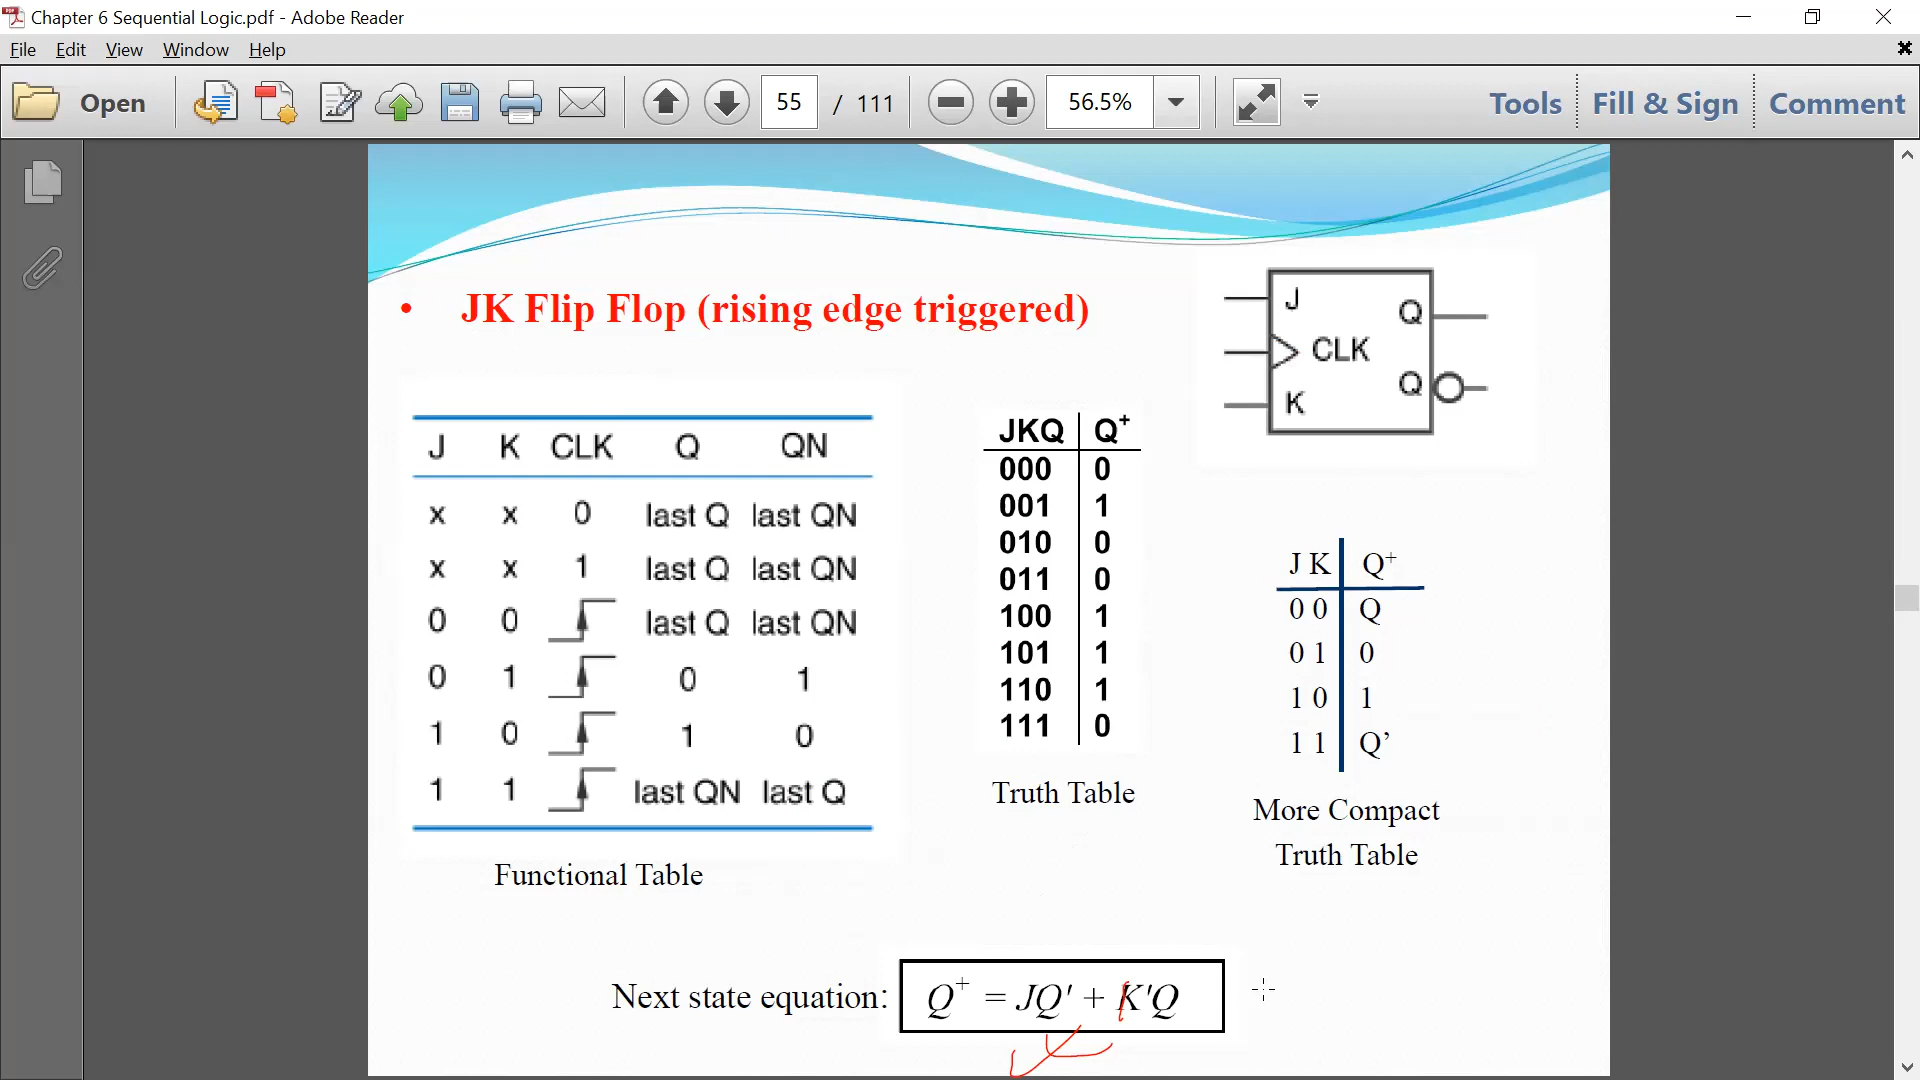 Chapter 6 Sequential Logic.pdf - Adobe Reader
File Edit View Window Help
Open 55 / 111 56.5% Tools Fill & Sign Comment
• JK Flip Flop (rising edge triggered)
J Q
CLK
K Q
J K CLK Q QN
x x 0 last Q last QN
x x 1 last Q last QN
0 0 last Q last QN
0 1 0 1
1 0 1 0
1 1 last QN last Q
Functional Table
JKQ Q+
000 0
001 1
010 0
011 0
100 1
101 1
110 1
111 0
Truth Table
J K Q+
0 0 Q
0 1 0
1 0 1
1 1 Q’
More Compact
Truth Table
Next state equation: Q+ = JQ' + K'Q